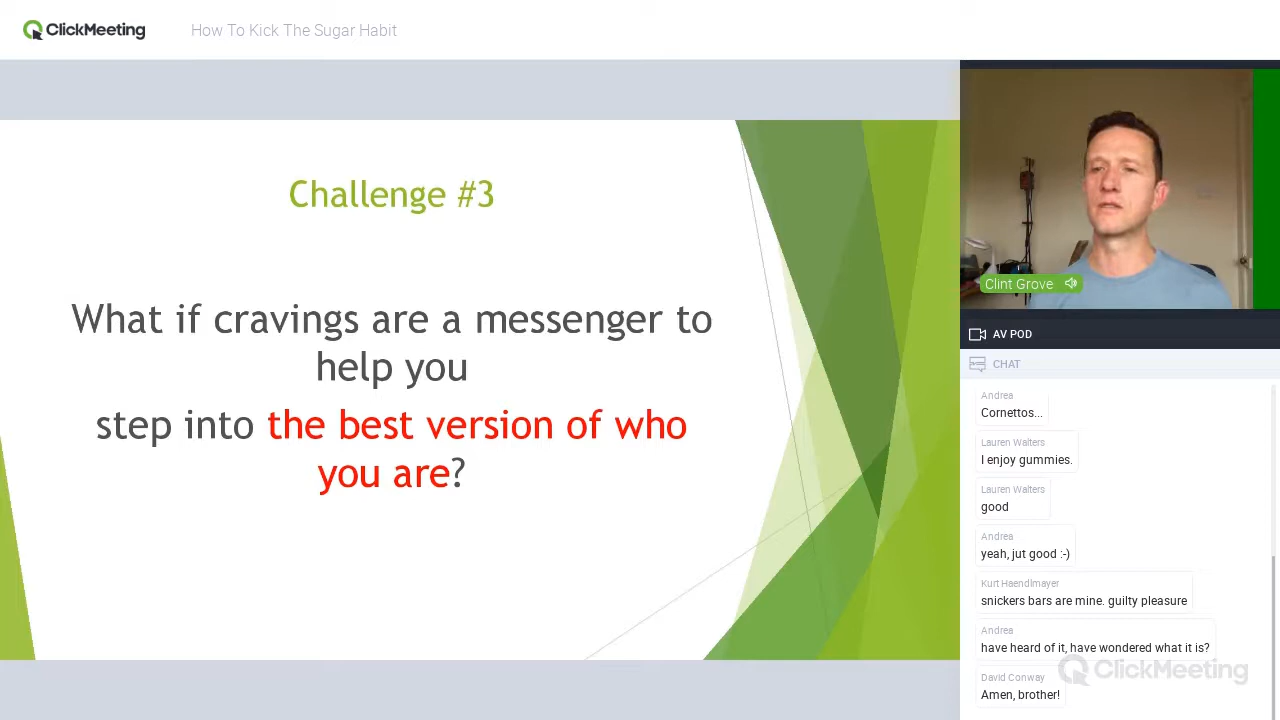 ClickMeeting
How To Kick The Sugar Habit
Challenge #3
What if cravings are a messenger to
help you
step into the best version of who
you are?
Clint Grove
AV POD
CHAT
Andrea
Cornettos...
Lauren Walters
I enjoy gummies.
Lauren Walters
good
Andrea
yeah, jut good :-)
Kurt Haendlmayer
snickers bars are mine. guilty pleasure
Andrea
have heard of it, have wondered what it is?
David Conway
Amen, brother!
ClickMeeting